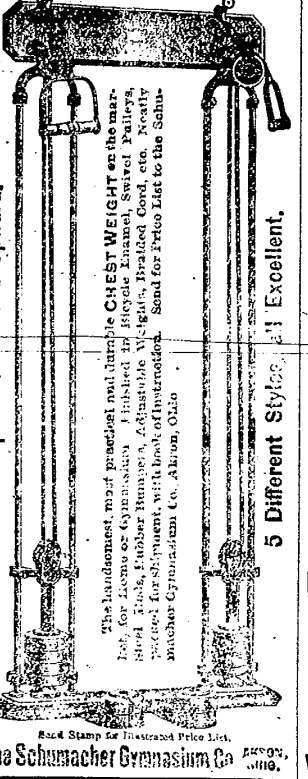 The handsomest, most practical and durable CHEST WEIGHT on the mar-
ket, for Home or Gymnasium Finished in Bicycle Enamel, Swivel Pulleys,
Steel Rods, Rubber Bumpers, Adjustable Weights, Braided Cord, etc. Neatly
packed for shipment, with book of instruction. Send for Price List to the Schu-
macher Gymnasium Co. Akron, Ohio
5 Different Styles, all Excellent.
Send Stamp for Illustrated Price List.
Schumacher Gymnasium Co AKRON, OHIO.